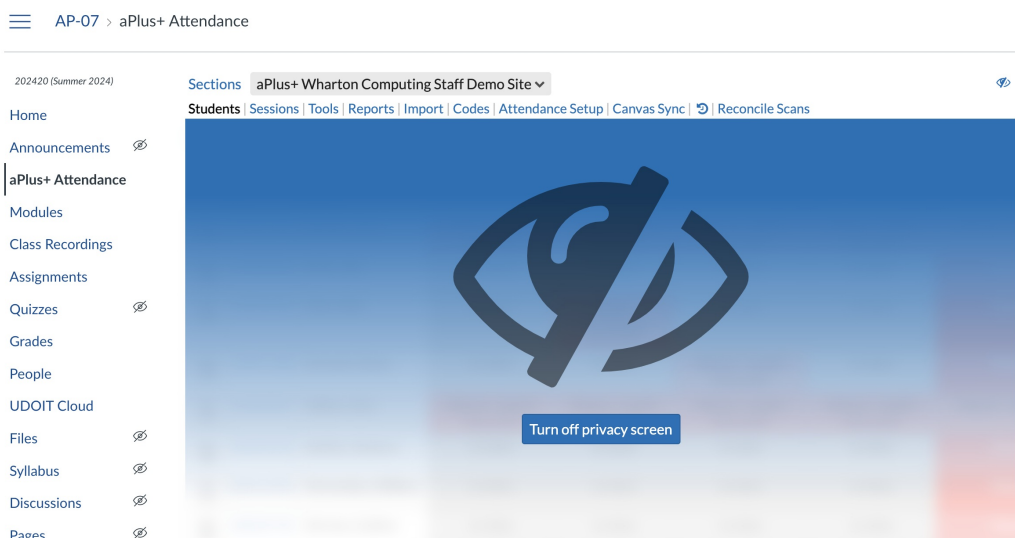 AP-07 > aPlus+ Attendance
202420 (Summer 2024)
Home
Announcements
aPlus+ Attendance
Modules
Class Recordings
Assignments
Quizzes
Grades
People
UDOIT Cloud
Files
Syllabus
Discussions
Pages
Sections aPlus+ Wharton Computing Staff Demo Site
Students | Sessions | Tools | Reports | Import | Codes | Attendance Setup | Canvas Sync | | Reconcile Scans
Turn off privacy screen